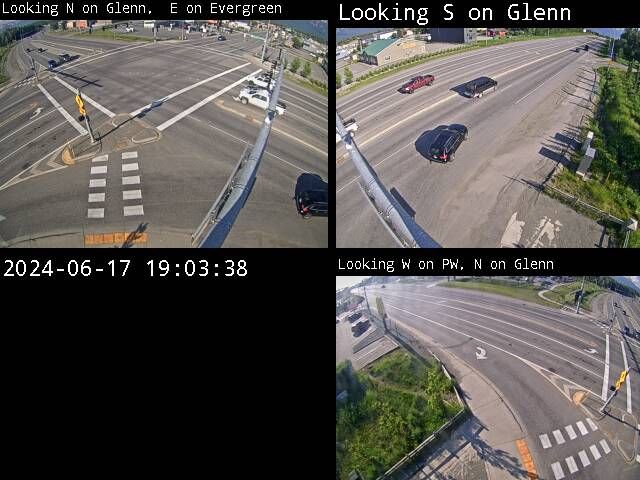 Looking N on Glenn,  E on Evergreen
Looking S on Glenn
2024-06-17 19:03:38
Looking W on PW, N on Glenn